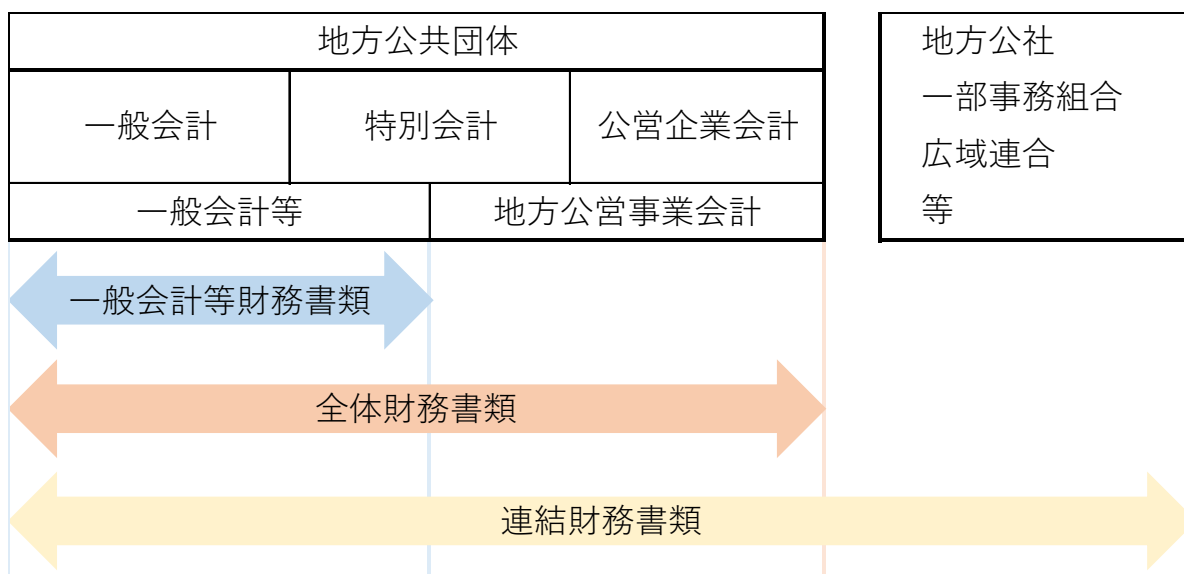 地方公共団体
一般会計
特別会計
公営企業会計
一般会計等
地方公営事業会計
地方公社
一部事務組合
広域連合
等
一般会計等財務書類
全体財務書類
連結財務書類